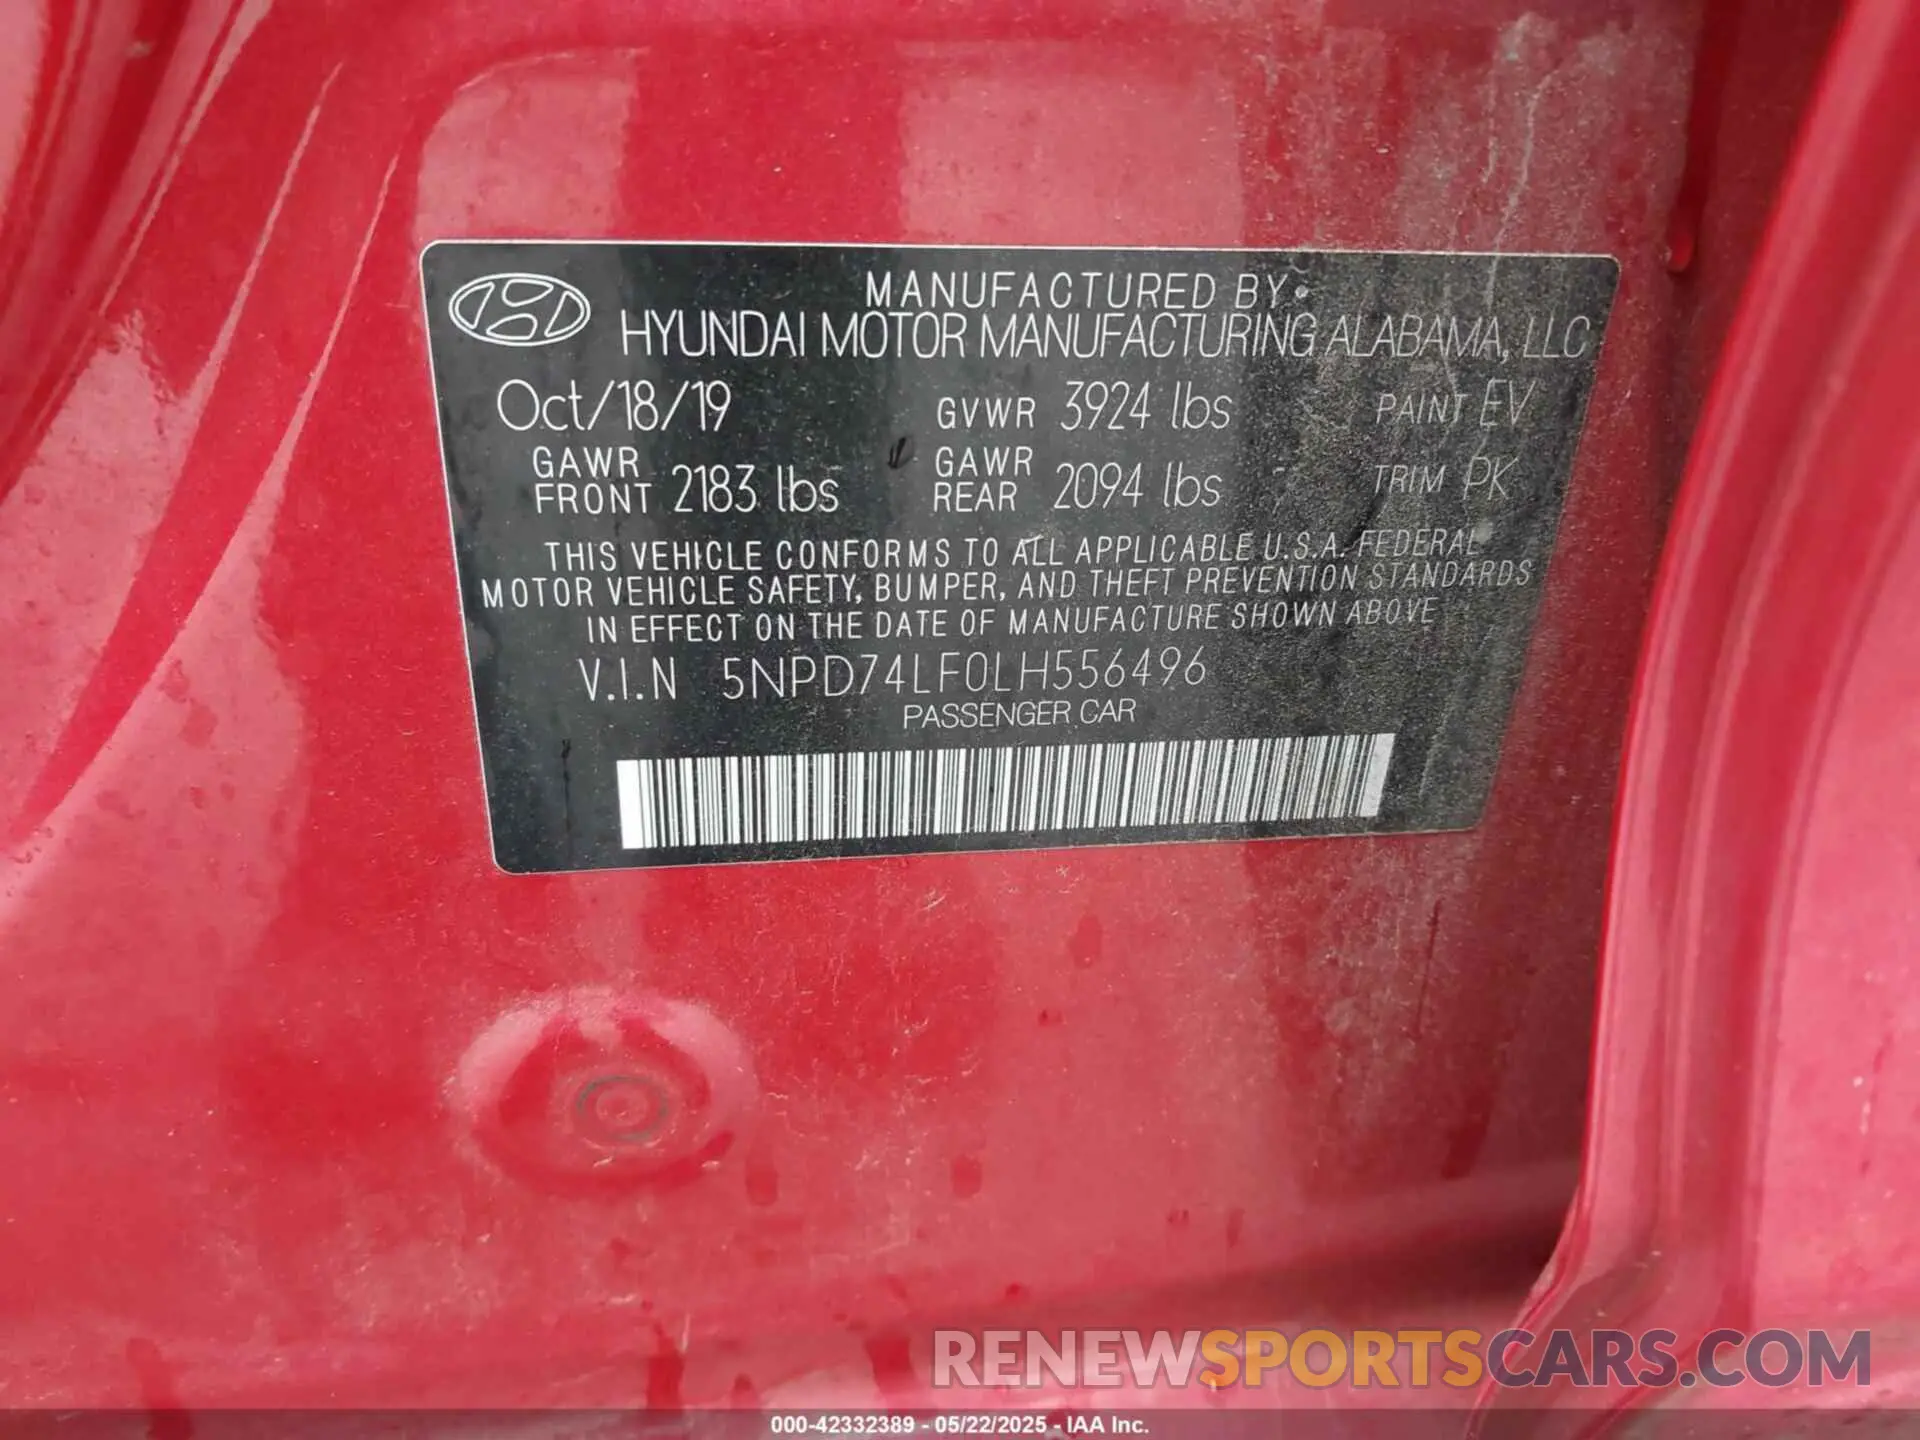 MANUFACTURED BY:
HYUNDAI MOTOR MANUFACTURING ALABAMA, LLC
Oct/18/19 GVWR 3924 lbs PAINT EV
GAWR FRONT 2183 lbs GAWR REAR 2094 lbs TRIM PK
THIS VEHICLE CONFORMS TO ALL APPLICABLE U.S.A. FEDERAL
MOTOR VEHICLE SAFETY, BUMPER, AND THEFT PREVENTION STANDARDS
IN EFFECT ON THE DATE OF MANUFACTURE SHOWN ABOVE
V.I.N 5NPD74LF0LH556496
PASSENGER CAR
RENEWSPORTSCARS.COM
000-42332389 - 05/22/2025 - IAA Inc.